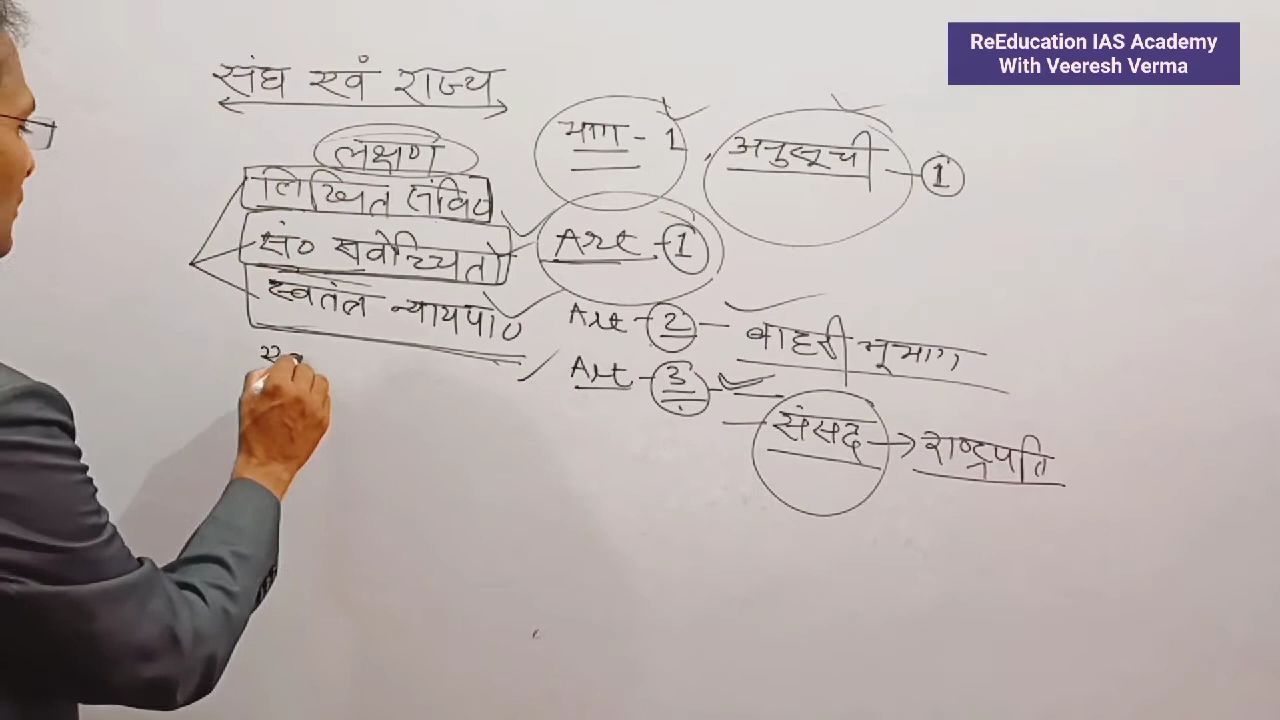 ReEducation IAS Academy
With Veeresh Verma
संघ एवं राज्य
लक्षण
लिखित संवि०
सं० सर्वोच्चिता
स्वतंत्र न्यायपा०
भाग - 1, अनुसूची - 1
Art - 1
Art - 2 - बाहरी भूभाग
Art - 3 -
- संसद → राष्ट्रपति